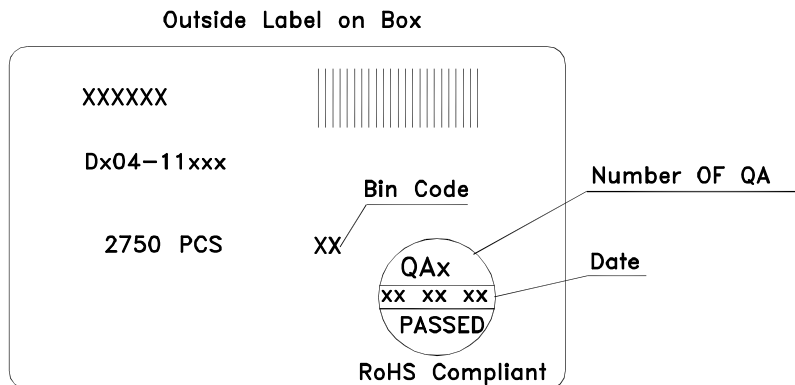 Outside Label on Box
XXXXXX
Dx04-11xxx
Number OF QA
Bin Code
2750 PCS
XX
QAx
Date
xx xx xx
PASSED
RoHS Compliant